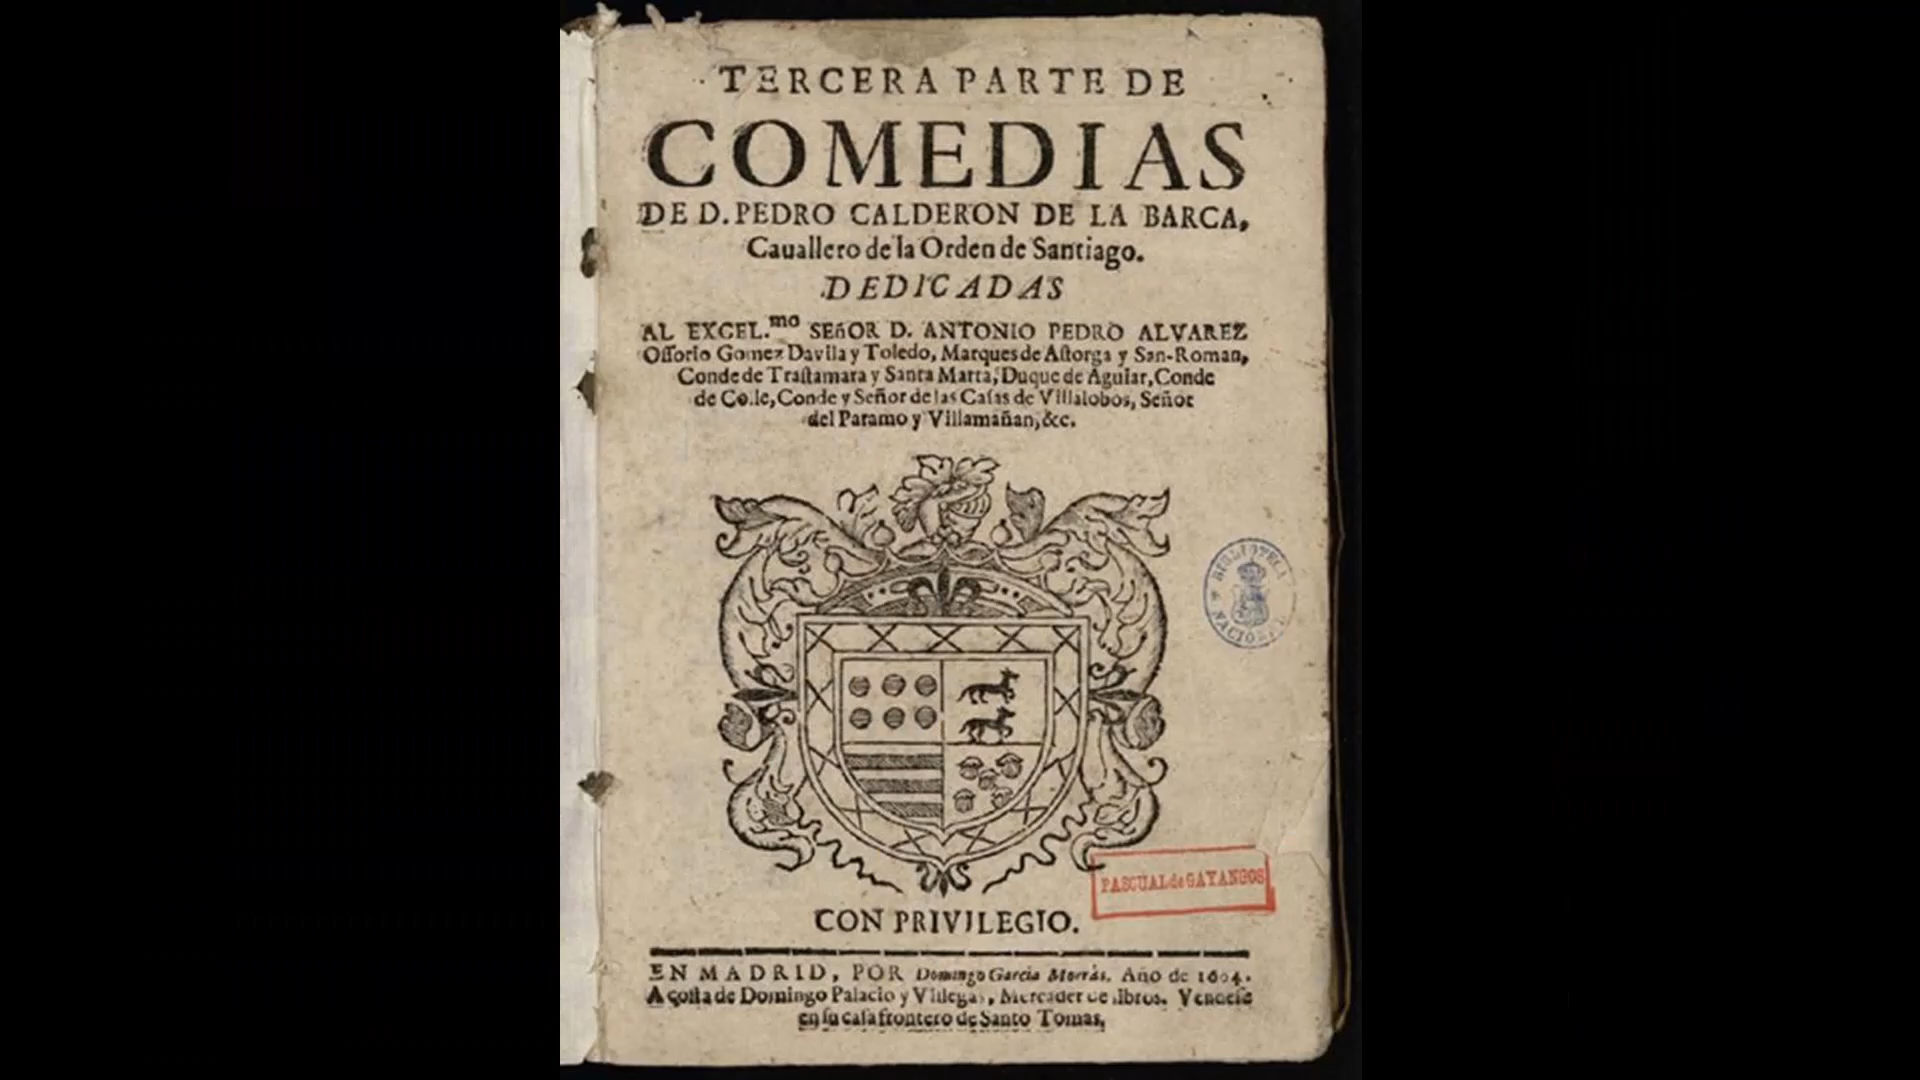 TERCERA PARTE DE
COMEDIAS
DE D. PEDRO CALDERON DE LA BARCA,
Cauallero de la Orden de Santiago.
DEDICADAS
AL EXCEL.mo SEñOR D. ANTONIO PEDRO ALVAREZ
Ossorio Gomez Davila y Toledo, Marques de Astorga y San-Roman,
Conde de Trastamara y Santa Marta, Duque de Aguiar, Conde
de Colle, Conde y Señor de las Casas de Villalobos, Señor
del Paramo y Villamañan, &c.
BIBLIOTECA NACIONAL
PASCUAL de GAYANGOS
CON PRIVILEGIO.
EN MADRID, POR Domingo Garcia Morràs. Año de 1664.
A costa de Domingo Palacio y Villegas, Mercader de libros. Vendese
en su casa frontero de Santo Tomas.